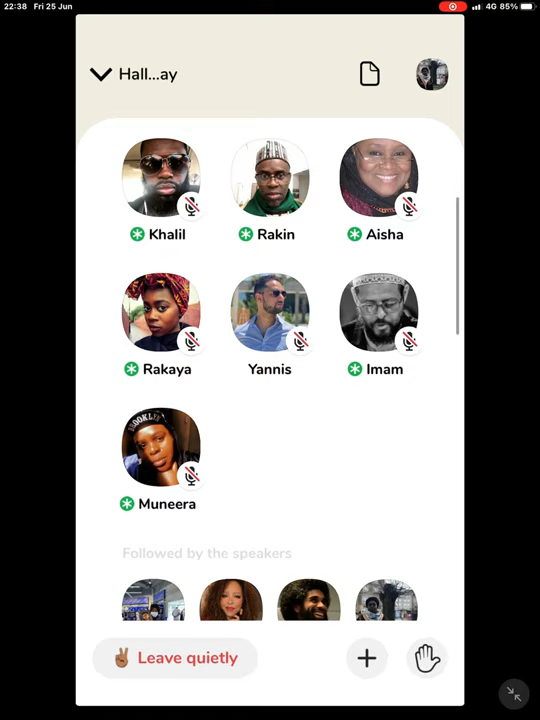 22:38 Fri 25 Jun
4G 85%
Hall...ay
Khalil
Rakin
Aisha
Rakaya
Yannis
Imam
BROOKLYN
Muneera
Followed by the speakers
Leave quietly